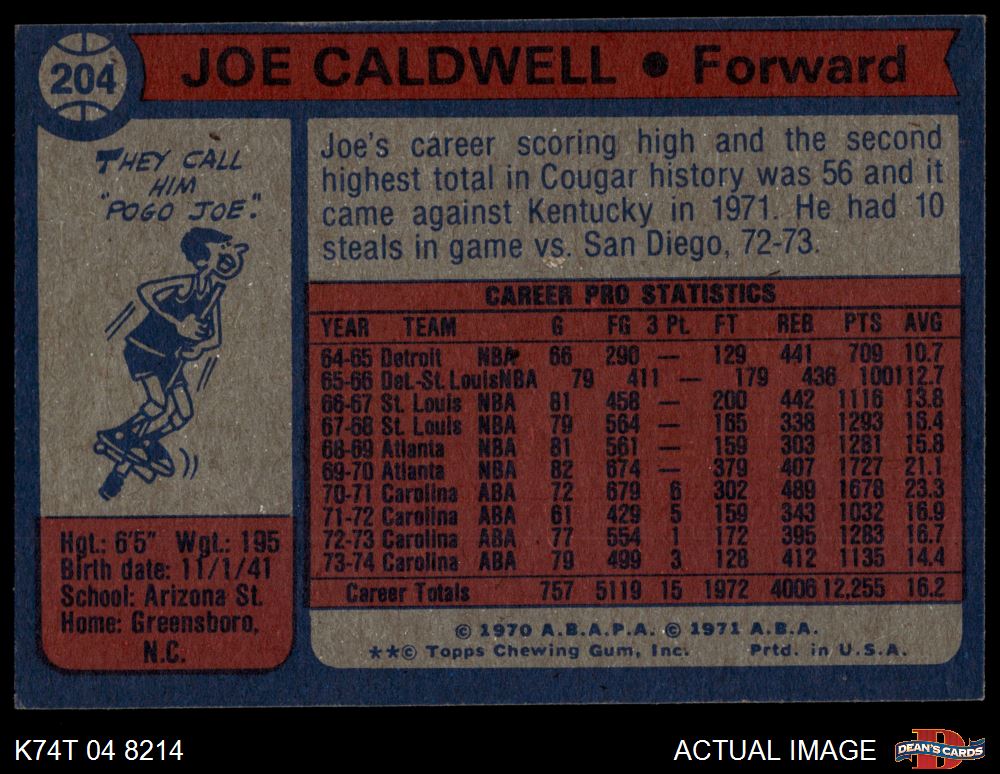 204
JOE CALDWELL • Forward
THEY CALL
HIM
"POGO JOE."
Joe's career scoring high and the second
highest total in Cougar history was 56 and it
came against Kentucky in 1971. He had 10
steals in game vs. San Diego, 72-73.
CAREER PRO STATISTICS
YEAR TEAM G FG 3 Pt. FT REB PTS AVG
64-65 Detroit NBA 66 290 — 129 441 709 10.7
65-66 Det.-St. Louis NBA 79 411 — 179 436 1001 12.7
66-67 St. Louis NBA 81 458 — 200 442 1116 13.8
67-68 St. Louis NBA 79 564 — 165 338 1293 16.4
68-69 Atlanta NBA 81 561 — 159 303 1281 15.8
69-70 Atlanta NBA 82 674 — 379 407 1727 21.1
70-71 Carolina ABA 72 679 6 302 489 1678 23.3
71-72 Carolina ABA 61 429 5 159 343 1032 16.9
72-73 Carolina ABA 77 554 1 172 395 1283 16.7
73-74 Carolina ABA 79 499 3 128 412 1135 14.4
Career Totals 757 5119 15 1972 4006 12,255 16.2
Hgt.: 6'5" Wgt.: 195
Birth date: 11/1/41
School: Arizona St.
Home: Greensboro,
N.C.
© 1970 A.B.A.P.A. © 1971 A.B.A.
**© Topps Chewing Gum, Inc. Prtd. in U.S.A.
K74T 04 8214
ACTUAL IMAGE
DEAN'S CARDS